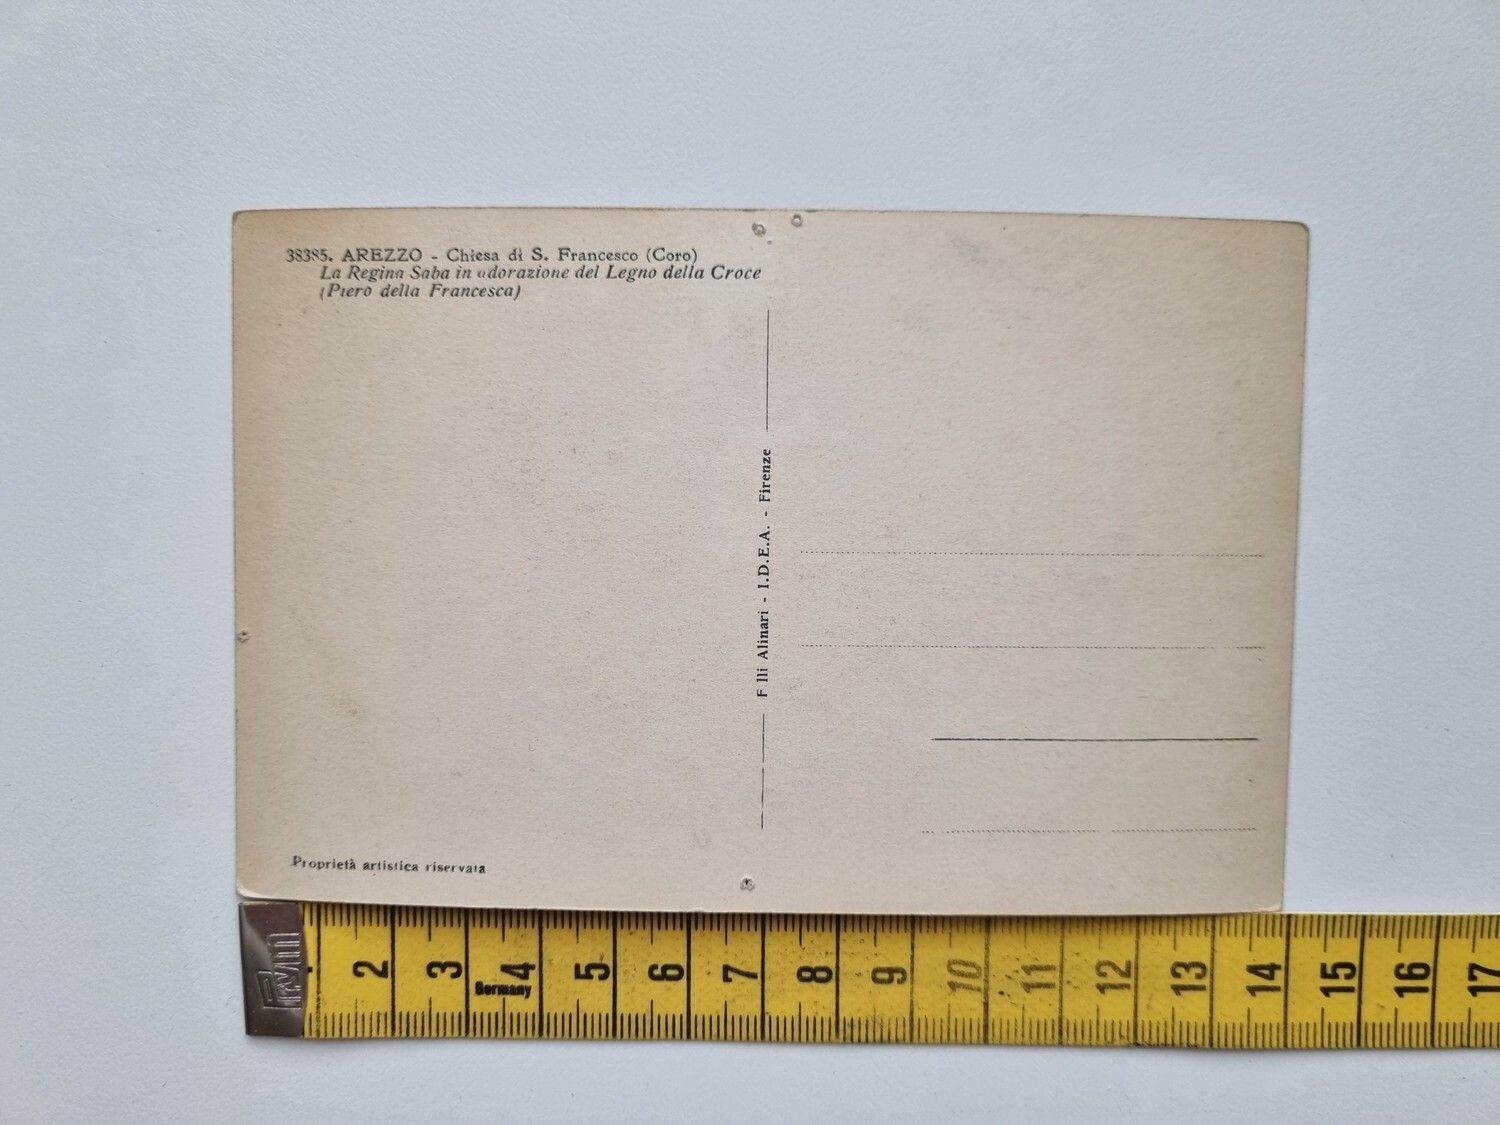 38385. AREZZO - Chiesa di S. Francesco (Coro)
La Regina Saba in adorazione del Legno della Croce
(Piero della Francesca)
F lli Alinari - I.D.E.A. - Firenze
Proprietà artistica riservata
2 3 4 5 6 7 8 9 10 11 12 13 14 15 16 17
Germany